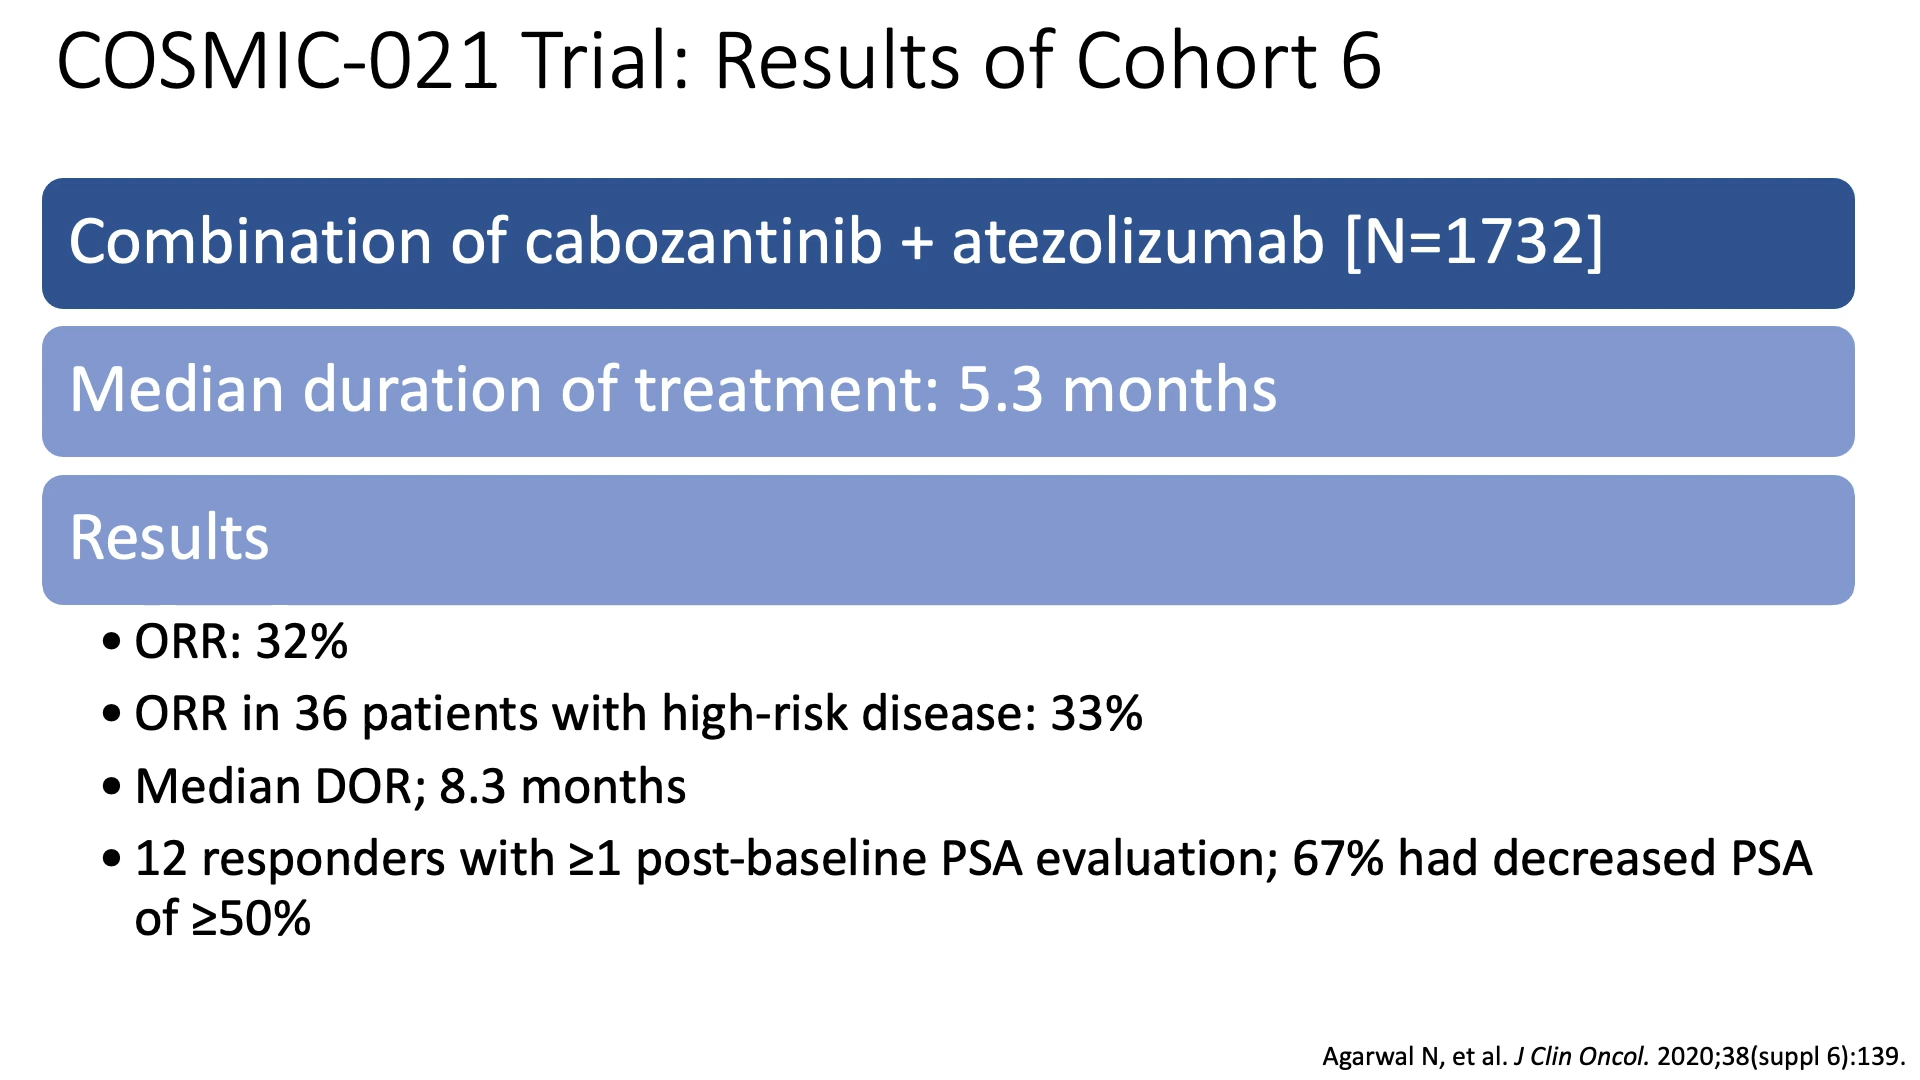 COSMIC-021 Trial: Results of Cohort 6
Combination of cabozantinib + atezolizumab [N=1732]
Median duration of treatment: 5.3 months
Results
• ORR: 32%
• ORR in 36 patients with high-risk disease: 33%
• Median DOR; 8.3 months
• 12 responders with ≥1 post-baseline PSA evaluation; 67% had decreased PSA
of ≥50%
Agarwal N, et al. J Clin Oncol. 2020;38(suppl 6):139.